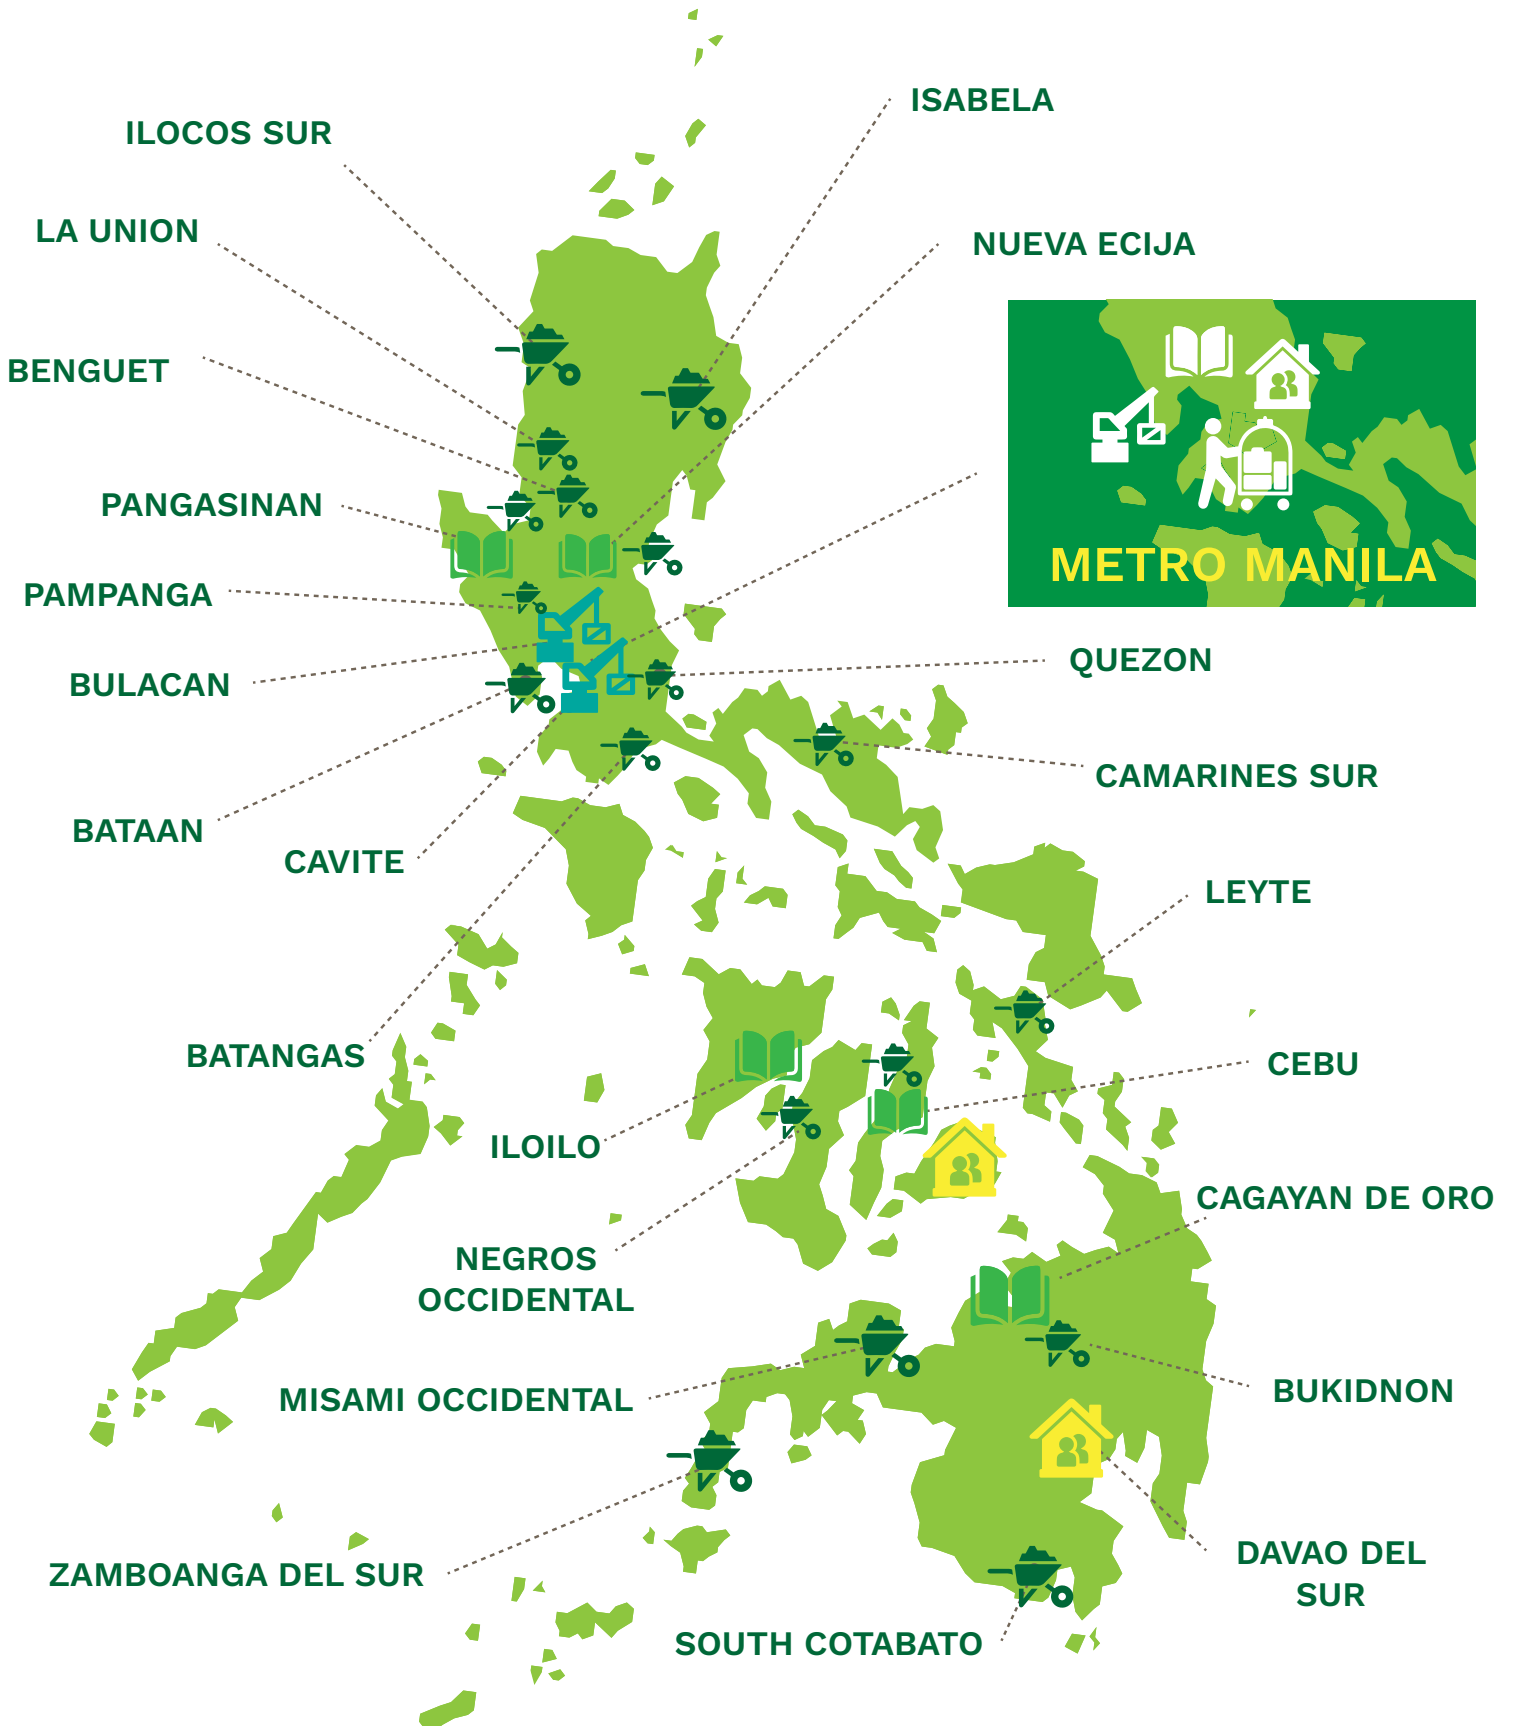 ISABELA
ILOCOS SUR
LA UNION
NUEVA ECIJA
BENGUET
PANGASINAN
METRO MANILA
PAMPANGA
QUEZON
BULACAN
CAMARINES SUR
BATAAN
CAVITE
LEYTE
BATANGAS
CEBU
ILOILO
CAGAYAN DE ORO
NEGROS
OCCIDENTAL
MISAMI OCCIDENTAL
BUKIDNON
DAVAO DEL
SUR
ZAMBOANGA DEL SUR
SOUTH COTABATO